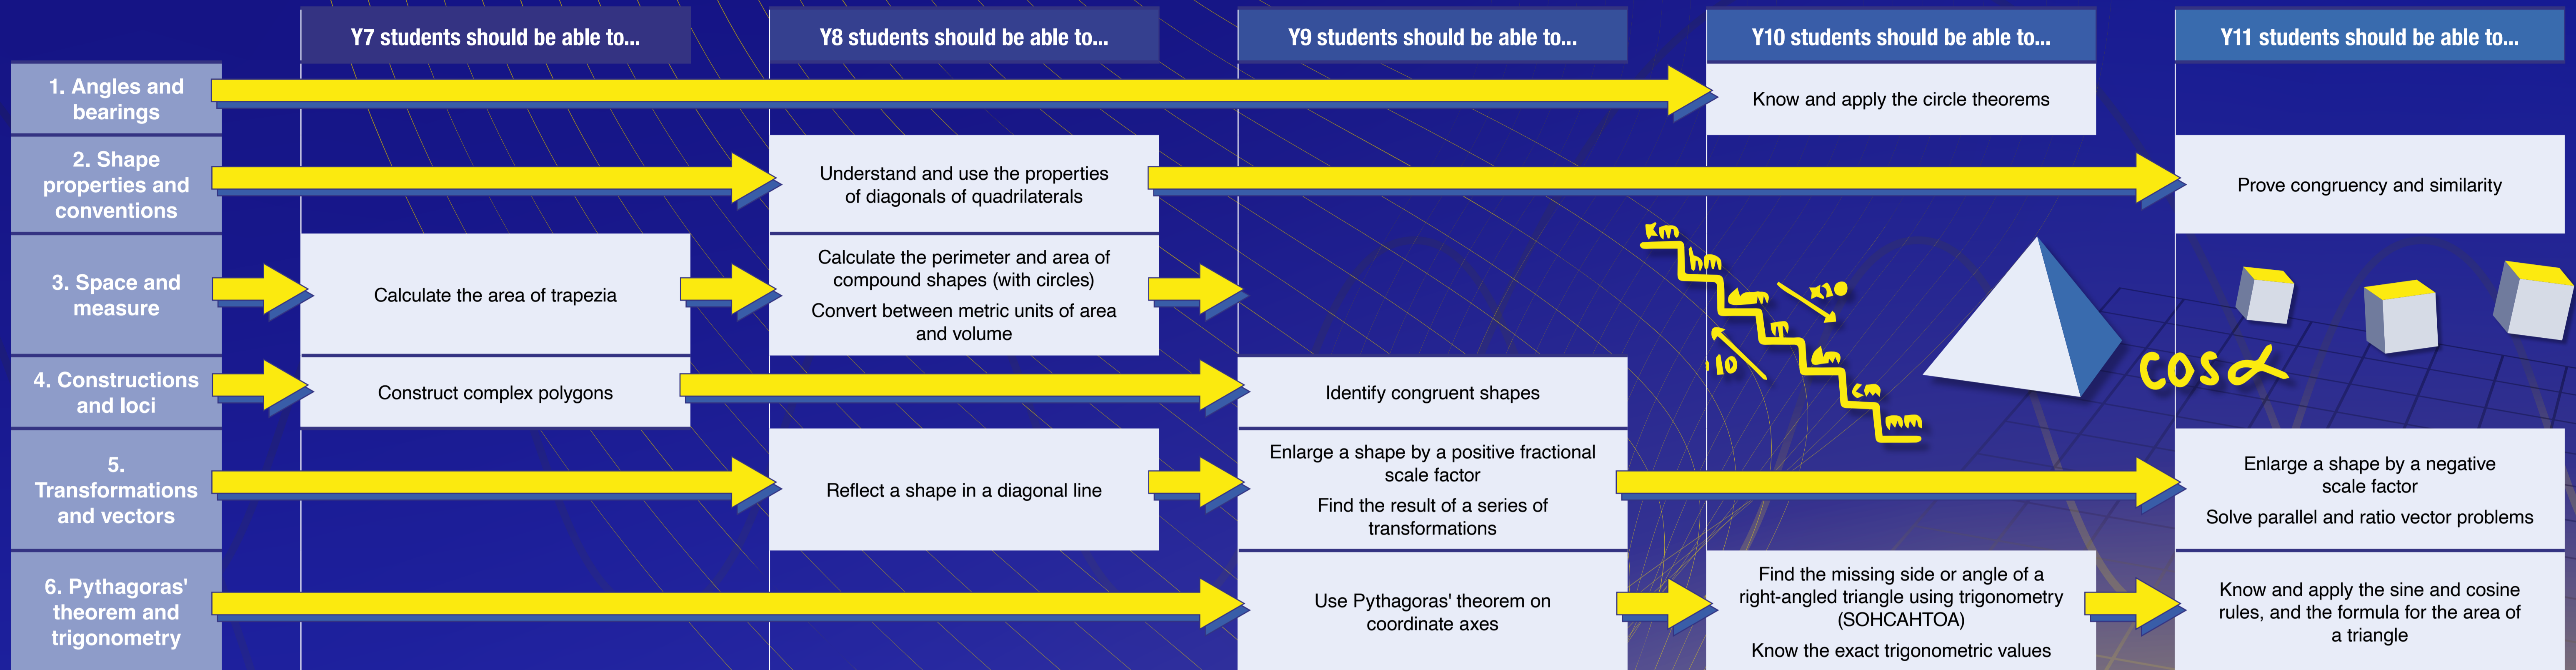 Y7 students should be able to...
Y8 students should be able to...
Y9 students should be able to...
Y10 students should be able to...
Y11 students should be able to...
1. Angles and
bearings
Know and apply the circle theorems
2. Shape
properties and
conventions
Understand and use the properties
of diagonals of quadrilaterals
Prove congruency and similarity
3. Space and
measure
Calculate the area of trapezia
Calculate the perimeter and area of
compound shapes (with circles)
Convert between metric units of area
and volume
km
hm
dam
m
dm
cm
mm
x10
:10
cos α
4. Constructions
and loci
Construct complex polygons
Identify congruent shapes
5.
Transformations
and vectors
Reflect a shape in a diagonal line
Enlarge a shape by a positive fractional
scale factor
Find the result of a series of
transformations
Enlarge a shape by a negative
scale factor
Solve parallel and ratio vector problems
6. Pythagoras'
theorem and
trigonometry
Use Pythagoras' theorem on
coordinate axes
Find the missing side or angle of a
right-angled triangle using trigonometry
(SOHCAHTOA)
Know the exact trigonometric values
Know and apply the sine and cosine
rules, and the formula for the area of
a triangle